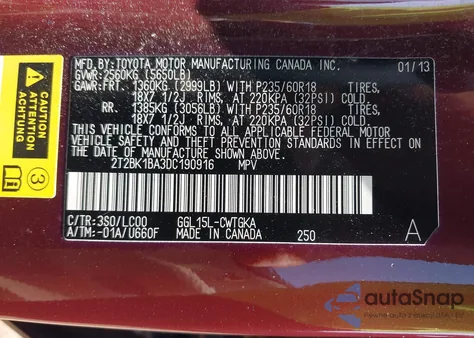 MFD. BY: TOYOTA MOTOR MANUFACTURING CANADA INC. 01/13
GVWR: 2560KG (5650LB)
GAWR: FRT. 1360KG (2999LB) WITH P235/60R18 TIRES,
18X7 1/2J RIMS, AT 220KPA (32PSI) COLD.
RR. 1385KG (3056LB) WITH P235/60R18 TIRES,
18X7 1/2J RIMS, AT 220KPA (32PSI) COLD.
THIS VEHICLE CONFORMS TO ALL APPLICABLE FEDERAL MOTOR
VEHICLE SAFETY AND THEFT PREVENTION STANDARDS IN EFFECT
ON THE DATE OF MANUFACTURE SHOWN ABOVE.
2T2BK1BA3DC190916 MPV
C/TR: 3S0/LC00 GGL15L-CWTGKA
A/TM: -01A/U660F MADE IN CANADA 250 A
3
autoSnap